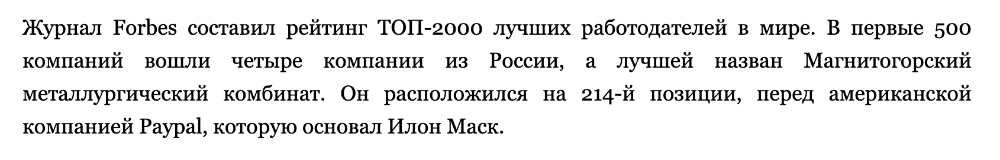 Журнал Forbes составил рейтинг ТОП-2000 лучших работодателей в мире. В первые 500
компаний вошли четыре компании из России, а лучшей назван Магнитогорский
металлургический комбинат. Он расположился на 214-й позиции, перед американской
компанией Paypal, которую основал Илон Маск.